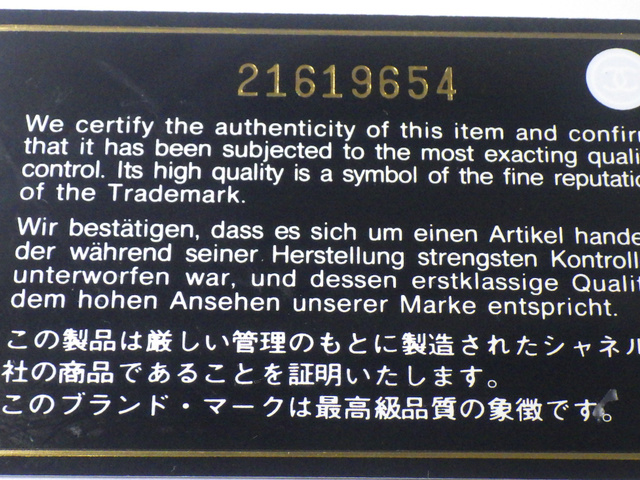 21619654
We certify the authenticity of this item and confir
that it has been subjected to the most exacting quali
control. Its high quality is a symbol of the fine reputatio
of the Trademark.
Wir bestätigen, dass es sich um einen Artikel hande
der während seiner Herstellung strengsten Kontroll
unterworfen war, und dessen erstklassige Qualit
dem hohen Ansehen unserer Marke entspricht.
この製品は厳しい管理のもとに製造されたシャネル
社の商品であることを証明いたします。
このブランド・マークは最高級品質の象徴です。